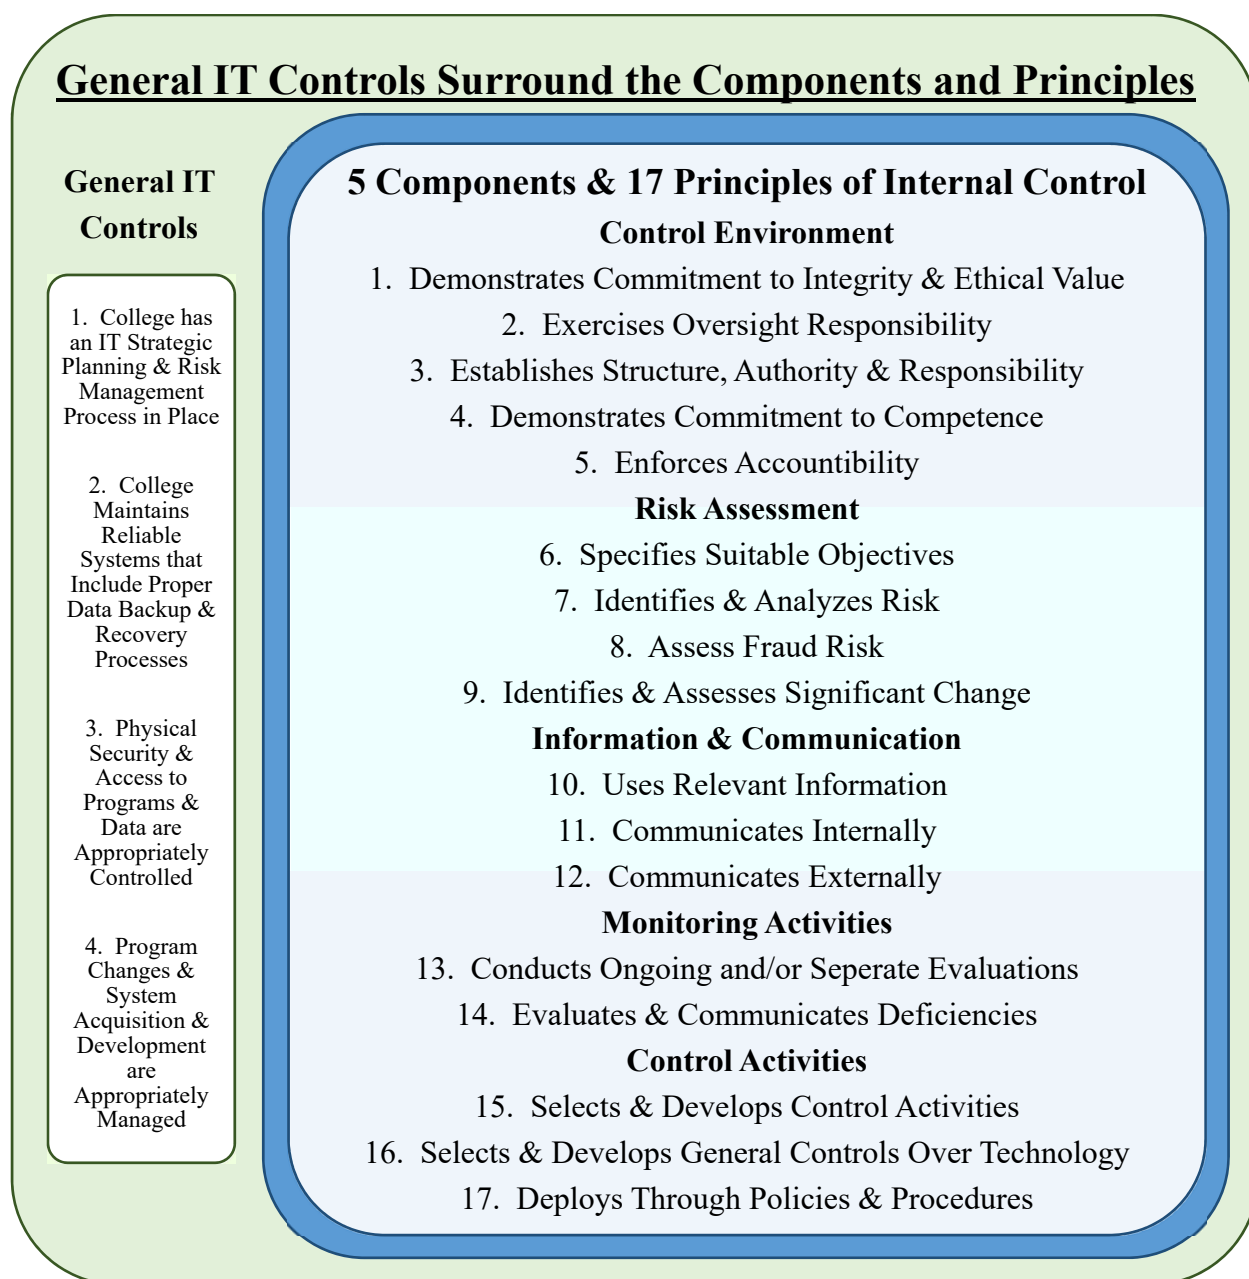 General IT Controls Surround the Components and Principles
General IT
Controls
1. College has
an IT Strategic
Planning & Risk
Management
Process in Place
2. College
Maintains
Reliable
Systems that
Include Proper
Data Backup &
Recovery
Processes
3. Physical
Security &
Access to
Programs &
Data are
Appropriately
Controlled
4. Program
Changes &
System
Acquisition &
Development
are
Appropriately
Managed
5 Components & 17 Principles of Internal Control
Control Environment
1. Demonstrates Commitment to Integrity & Ethical Value
2. Exercises Oversight Responsibility
3. Establishes Structure, Authority & Responsibility
4. Demonstrates Commitment to Competence
5. Enforces Accountibility
Risk Assessment
6. Specifies Suitable Objectives
7. Identifies & Analyzes Risk
8. Assess Fraud Risk
9. Identifies & Assesses Significant Change
Information & Communication
10. Uses Relevant Information
11. Communicates Internally
12. Communicates Externally
Monitoring Activities
13. Conducts Ongoing and/or Seperate Evaluations
14. Evaluates & Communicates Deficiencies
Control Activities
15. Selects & Develops Control Activities
16. Selects & Develops General Controls Over Technology
17. Deploys Through Policies & Procedures